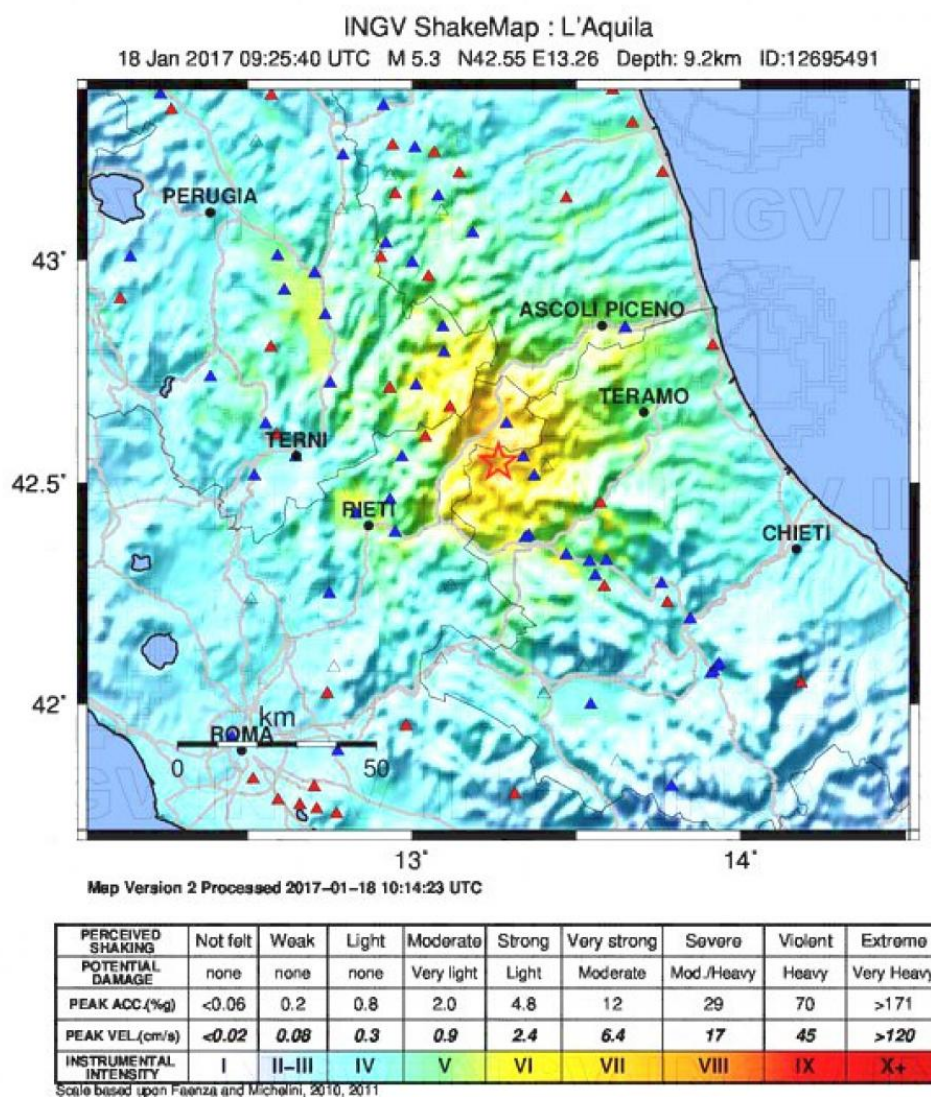 INGV ShakeMap : L'Aquila
18 Jan 2017 09:25:40 UTC M 5.3 N42.55 E13.26 Depth: 9.2km ID:12695491
PERUGIA
43°
ASCOLI PICENO
TERAMO
TERNI
42.5°
RIETI
CHIETI
42°
km
ROMA
0 50
13° 14°
Map Version 2 Processed 2017-01-18 10:14:23 UTC
PERCEIVED SHAKING Not felt Weak Light Moderate Strong Very strong Severe Violent Extreme
POTENTIAL DAMAGE none none none Very light Light Moderate Mod./Heavy Heavy Very Heavy
PEAK ACC.(%g) <0.06 0.2 0.8 2.0 4.8 12 29 70 >171
PEAK VEL.(cm/s) <0.02 0.08 0.3 0.9 2.4 6.4 17 45 >120
INSTRUMENTAL INTENSITY I II-III IV V VI VII VIII IX X+
Scale based upon Faenza and Michelini, 2010, 2011